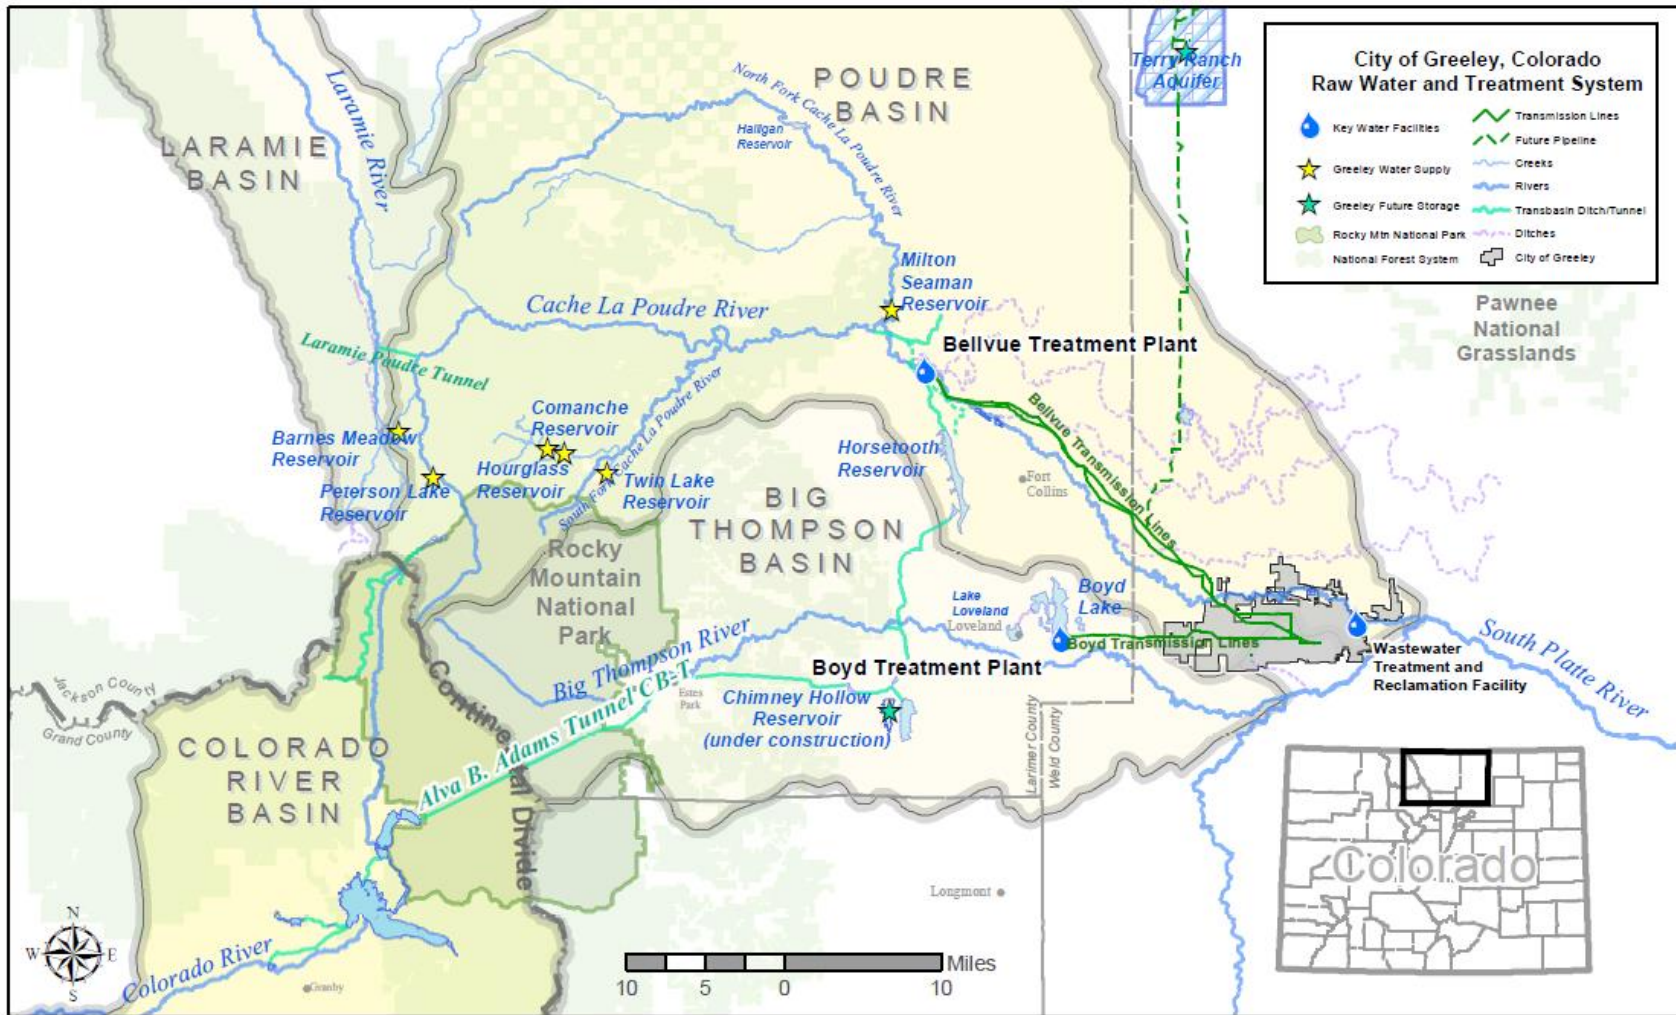 City of Greeley, Colorado
Raw Water and Treatment System
Key Water Facilities
Greeley Water Supply
Greeley Future Storage
Rocky Mtn National Park
National Forest System
Transmission Lines
Future Pipeline
Creeks
Rivers
Transbasin Ditch/Tunnel
Ditches
City of Greeley
Terry Ranch
Aquifer
POUDRE
BASIN
North Fork Cache La Poudre River
Halligan
Reservoir
Laramie River
LARAMIE
BASIN
Milton
Seaman
Reservoir
Cache La Poudre River
Pawnee
National
Grasslands
Bellvue Treatment Plant
Laramie Poudre Tunnel
Bellvue Transmission Lines
South Fork Cache La Poudre River
Comanche
Reservoir
Barnes Meadow
Reservoir
Hourglass
Reservoir
Peterson Lake
Reservoir
Twin Lake
Reservoir
Horsetooth
Reservoir
Fort
Collins
BIG
THOMPSON
BASIN
Rocky
Mountain
National
Park
Lake
Loveland
Loveland
Boyd
Lake
Boyd Transmission Lines
Big Thompson River
Boyd Treatment Plant
Wastewater
Treatment and
Reclamation Facility
South Platte River
Jackson County
Grand County
Continental Divide
Alva B. Adams Tunnel CB-T
Estes
Park
Chimney Hollow
Reservoir
(under construction)
Larimer County
Weld County
COLORADO
RIVER
BASIN
Colorado
Longmont
Colorado River
Granby
N
W
E
S
Miles
10 5 0 10